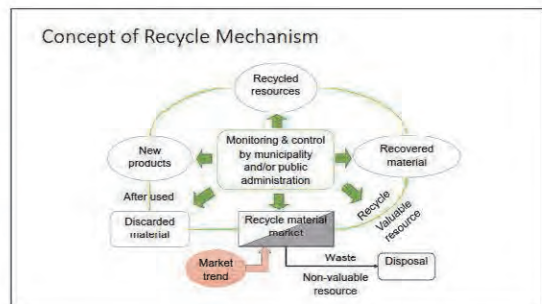 Concept of Recycle Mechanism
Recycled
resources
New
products
Monitoring & control
by municipality
and/or public
administration
Recovered
material
After used
Discarded
material
Recycle material
market
Recycle
Valuable
resource
Market
trend
Waste
Non-valuable
resource
Disposal